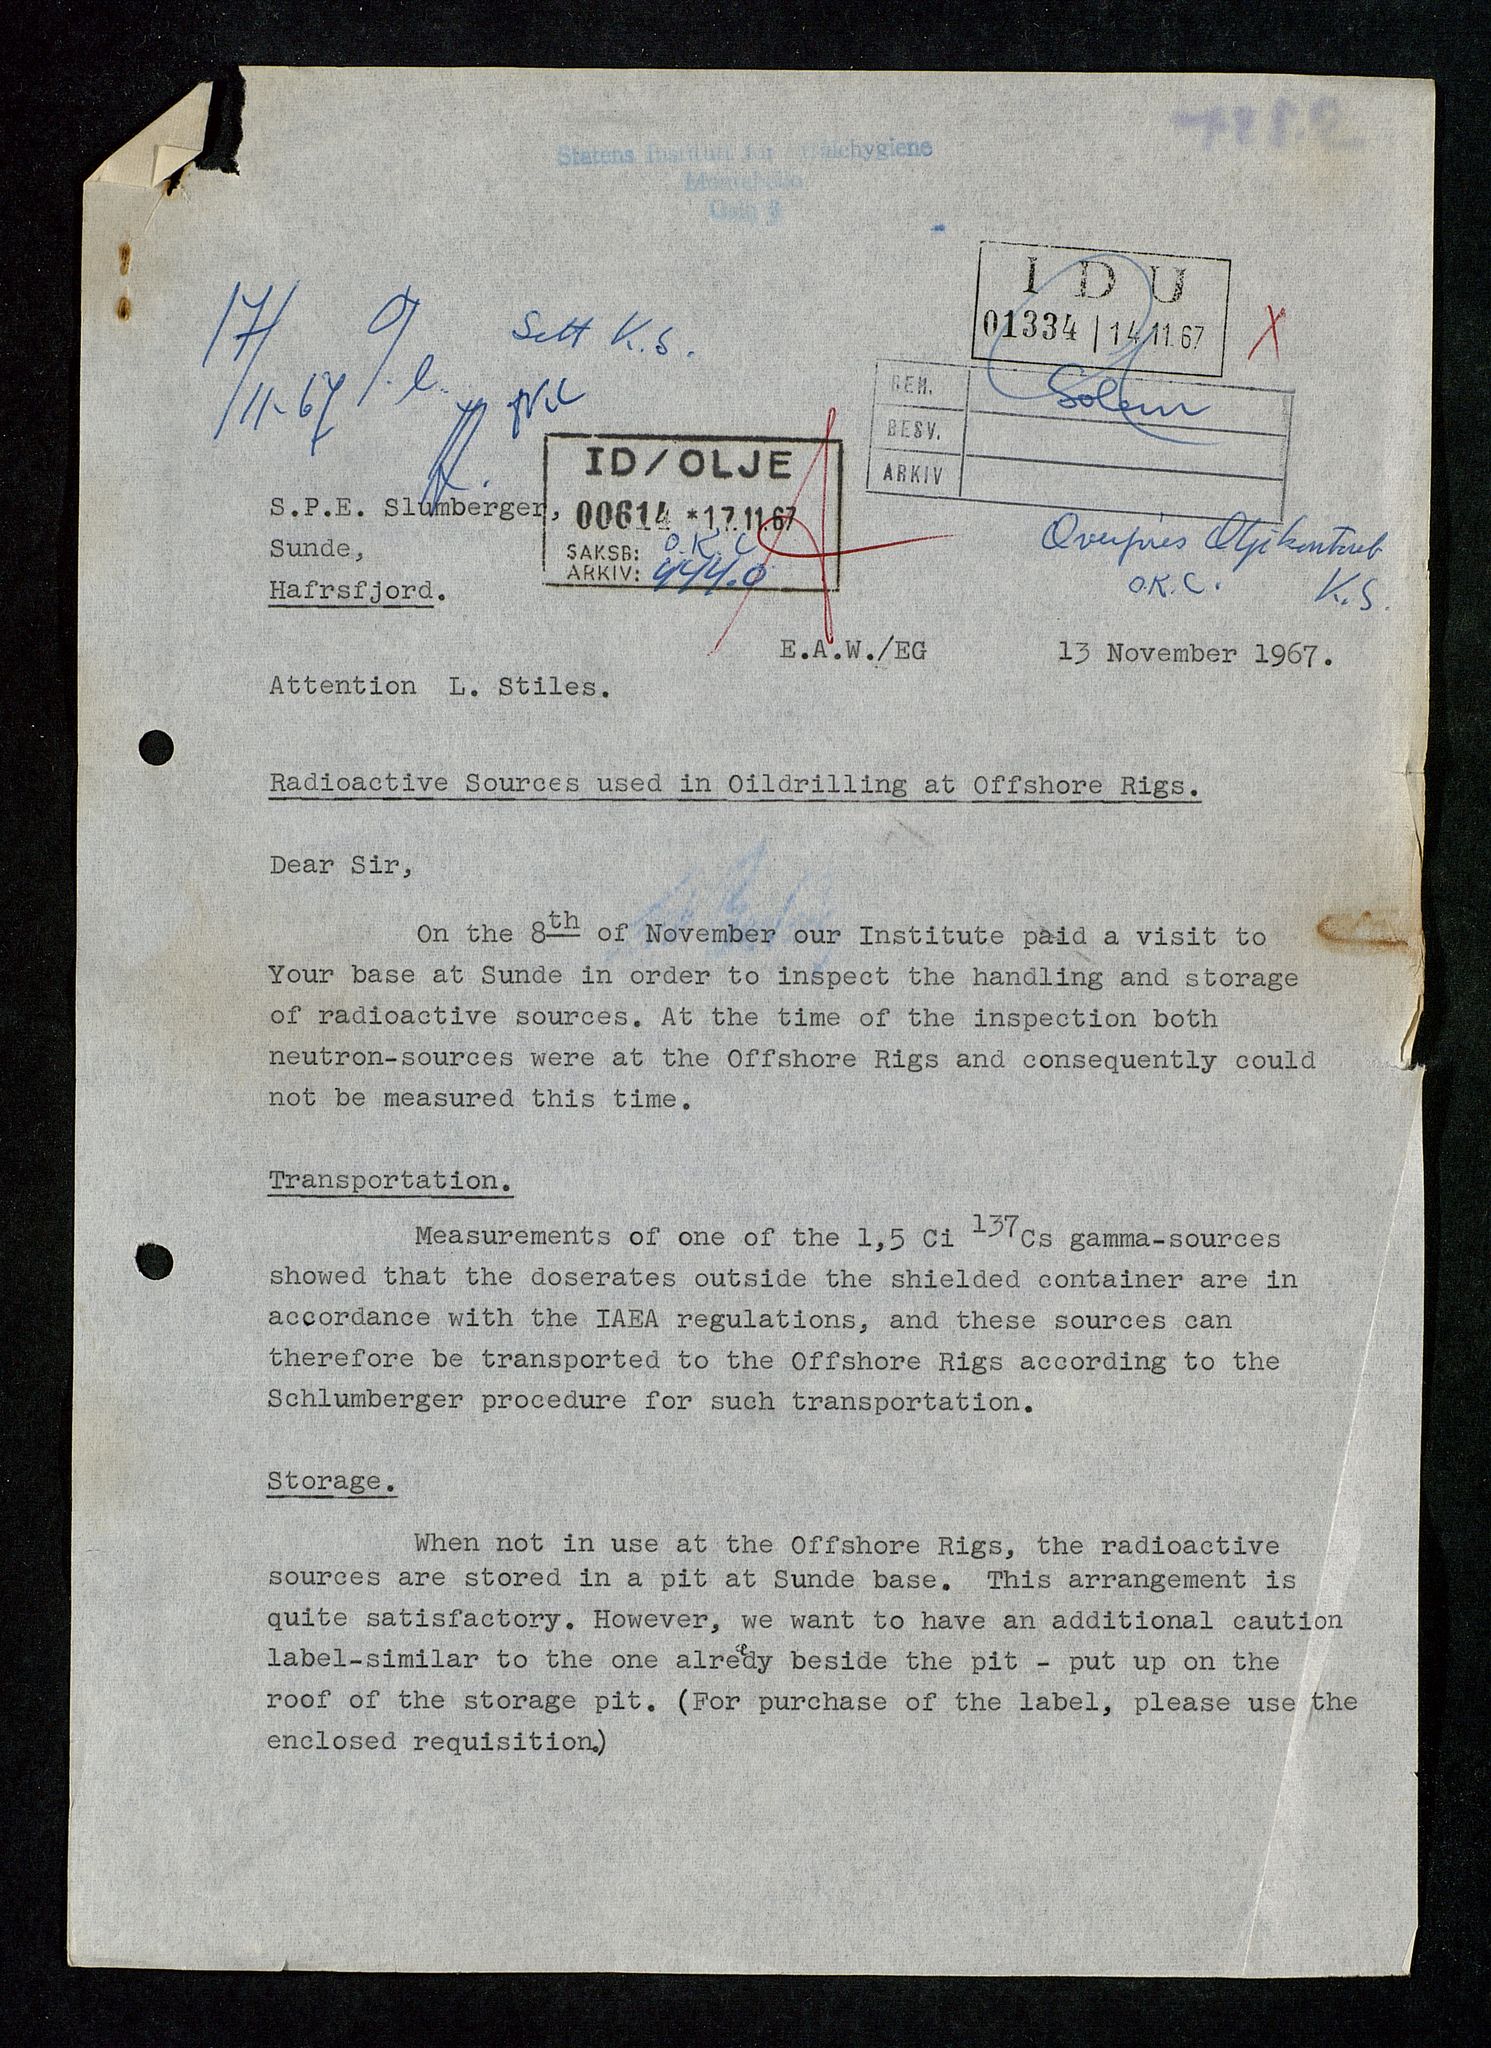 Statens Institutt for Strålehygiene
Montebello
Oslo 3
I D U
01334 | 14.11.67
X
17/
/11-67
Sett K.S.
REM.
Solem
BESV.
ARKIV
ID/OLJE
00614 * 17.11.67
SAKSB: O.K.C
ARKIV: 444.0
S.P.E. Slumberger,
Sunde,
Hafrsfjord.
Overføres Oljekontoret
O.K.C. K.S.
E.A.W./EG 13 November 1967.
Attention L. Stiles.
Radioactive Sources used in Oildrilling at Offshore Rigs.
Dear Sir,
On the 8th of November our Institute paid a visit to
Your base at Sunde in order to inspect the handling and storage
of radioactive sources. At the time of the inspection both
neutron-sources were at the Offshore Rigs and consequently could
not be measured this time.
Transportation.
Measurements of one of the 1,5 Ci 137Cs gamma-sources
showed that the doserates outside the shielded container are in
accordance with the IAEA regulations, and these sources can
therefore be transported to the Offshore Rigs according to the
Schlumberger procedure for such transportation.
Storage.
When not in use at the Offshore Rigs, the radioactive
sources are stored in a pit at Sunde base. This arrangement is
quite satisfactory. However, we want to have an additional caution
label-similar to the one already beside the pit - put up on the
roof of the storage pit. (For purchase of the label, please use the
enclosed requisition.)